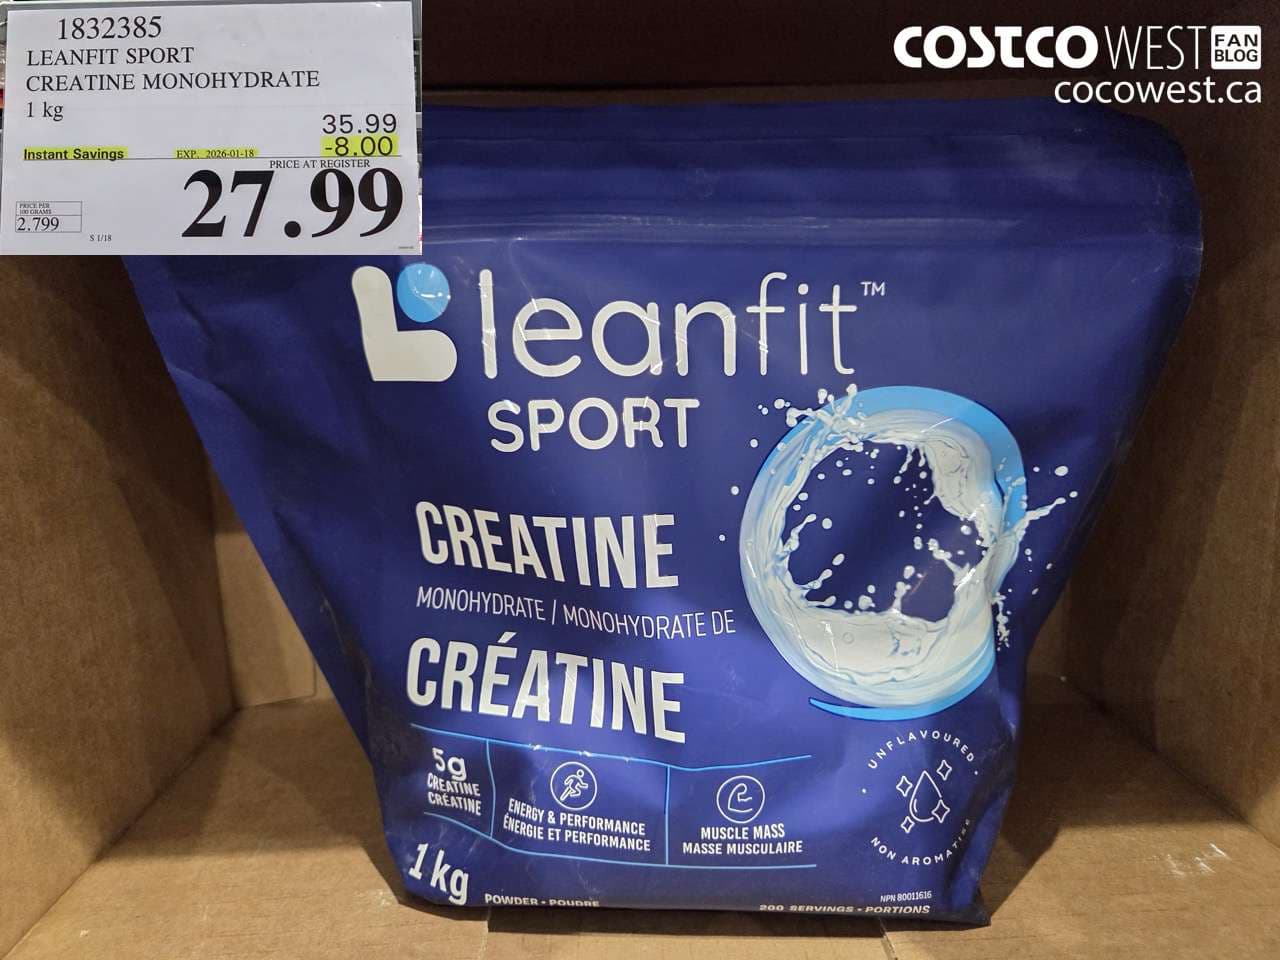 1832385
LEANFIT SPORT
CREATINE MONOHYDRATE
1 kg
35.99
Instant Savings EXP. 2026-01-18 -8.00
PRICE AT REGISTER
27.99
PRICE PER
100 GRAMS
2.799
S 1/18
COSTCO WEST FAN BLOG
cocowest.ca
leanfit™
SPORT
CREATINE
MONOHYDRATE / MONOHYDRATE DE
CRÉATINE
5g
CREATINE
CRÉATINE
ENERGY & PERFORMANCE
ÉNERGIE ET PERFORMANCE
MUSCLE MASS
MASSE MUSCULAIRE
UNFLAVOURED
NON AROMATISÉ
1 kg
POWDER • POUDRE
NPN 80011616
200 SERVINGS • PORTIONS